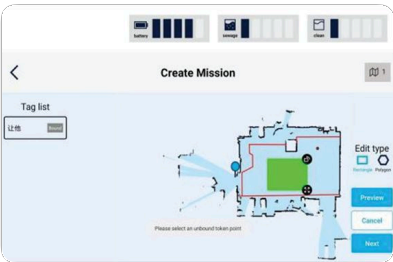 battery
sewage
clean
Create Mission
1
Tag list
让他
Bound
Edit type
Rectangle
Polygon
Preview
Please select an unbound token point
Cancel
Next